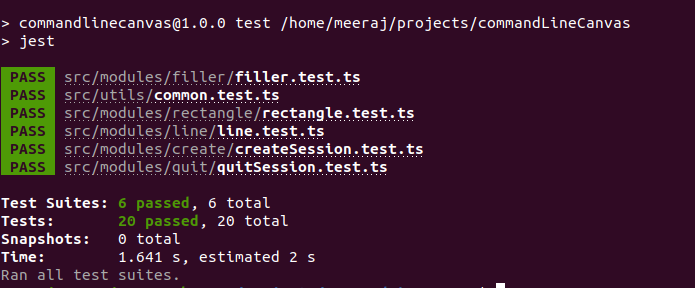 > commandlinecanvas@1.0.0 test /home/meeraj/projects/commandLineCanvas
> jest
PASS src/modules/filler/filler.test.ts
PASS src/utils/common.test.ts
PASS src/modules/rectangle/rectangle.test.ts
PASS src/modules/line/line.test.ts
PASS src/modules/create/createSession.test.ts
PASS src/modules/quit/quitSession.test.ts
Test Suites: 6 passed, 6 total
Tests: 20 passed, 20 total
Snapshots: 0 total
Time: 1.641 s, estimated 2 s
Ran all test suites.